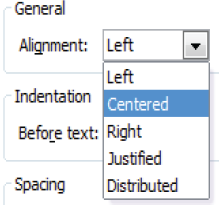 General
Alignment: Left
Left
Indentation
Centered
Before text: Right
Justified
Spacing
Distributed